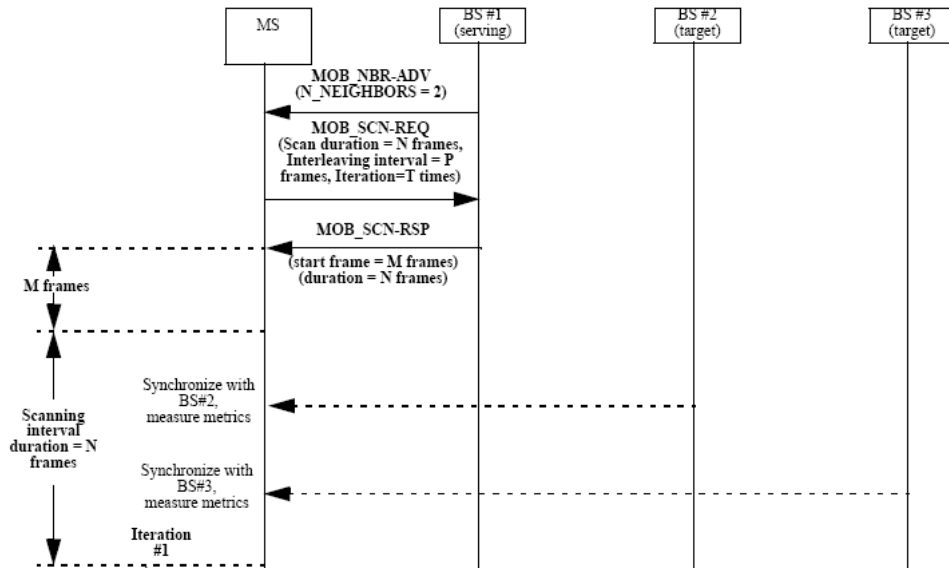 MS
BS #1
(serving)
BS #2
(target)
BS #3
(target)
MOB_NBR-ADV
(N_NEIGHBORS = 2)
MOB_SCN-REQ
(Scan duration = N frames,
Interleaving interval = P
frames, Iteration=T times)
MOB_SCN-RSP
(start frame = M frames)
(duration = N frames)
M frames
Synchronize with
BS#2,
measure metrics
Scanning
interval
duration = N
frames
Synchronize with
BS#3,
measure metrics
Iteration
#1